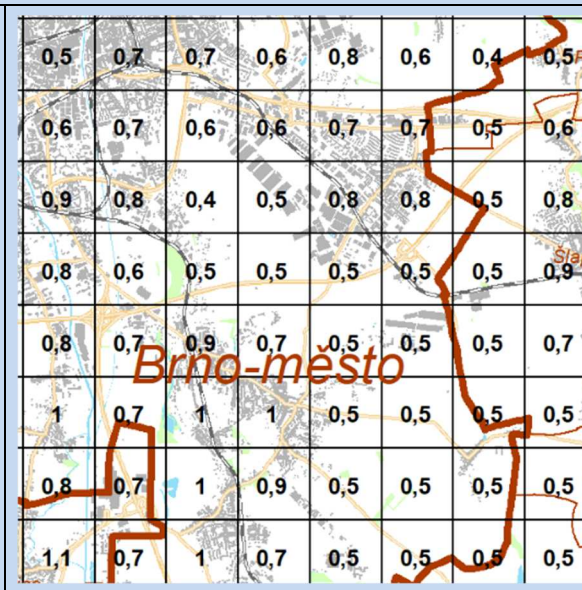 0,5 0,7 0,7 0,6 0,8 0,6 0,4 0,5
0,6 0,7 0,6 0,6 0,7 0,7 0,5 0,6
0,9 0,8 0,4 0,5 0,8 0,8 0,5 0,8
Šla
0,8 0,6 0,5 0,5 0,5 0,5 0,5 0,9
0,8 0,7 0,9 0,7 0,5 0,5 0,5 0,7
Brno-město
1 0,7 1 1 0,5 0,5 0,5 0,5
0,8 0,7 1 0,9 0,5 0,5 0,5 0,5
1,1 0,7 1 0,7 0,5 0,5 0,5 0,5